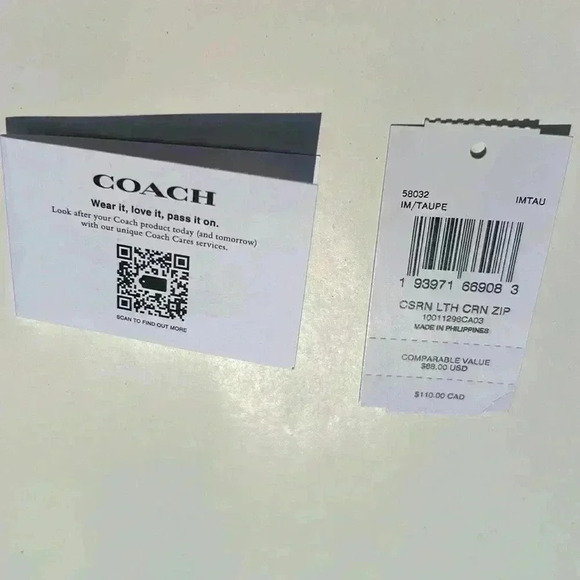 COACH
Wear it, love it, pass it on.
Look after your Coach product today (and tomorrow)
with our unique Coach Cares services.
SCAN TO FIND OUT MORE
58032
IM/TAUPE
IMTAU
1 93971 66908 3
CSRN LTH CRN ZIP
10011298CA03
MADE IN PHILIPPINES
COMPARABLE VALUE
$88.00 USD
$110.00 CAD